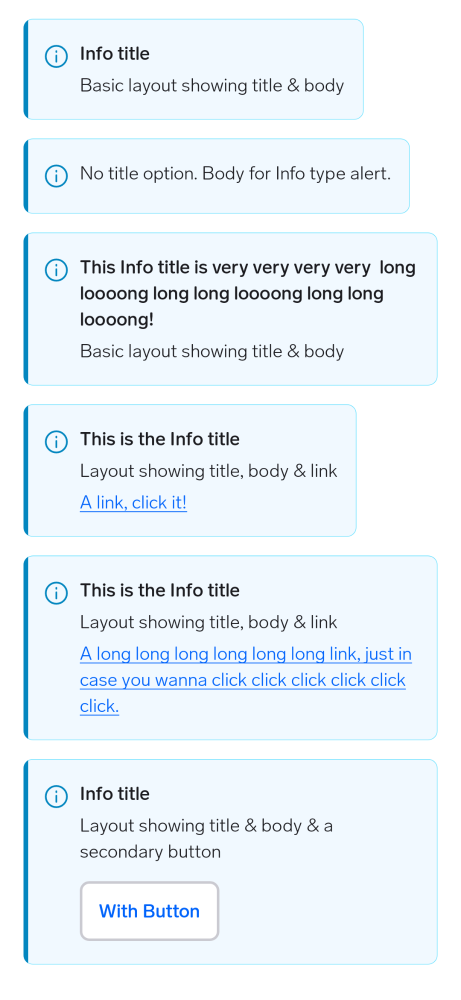 Info title
Basic layout showing title & body
No title option. Body for Info type alert.
This Info title is very very very very  long
loooong long long loooong long long
loooong!
Basic layout showing title & body
This is the Info title
Layout showing title, body & link
A link, click it!
This is the Info title
Layout showing title, body & link
A long long long long long long link, just in
case you wanna click click click click click
click.
Info title
Layout showing title & body & a
secondary button
With Button